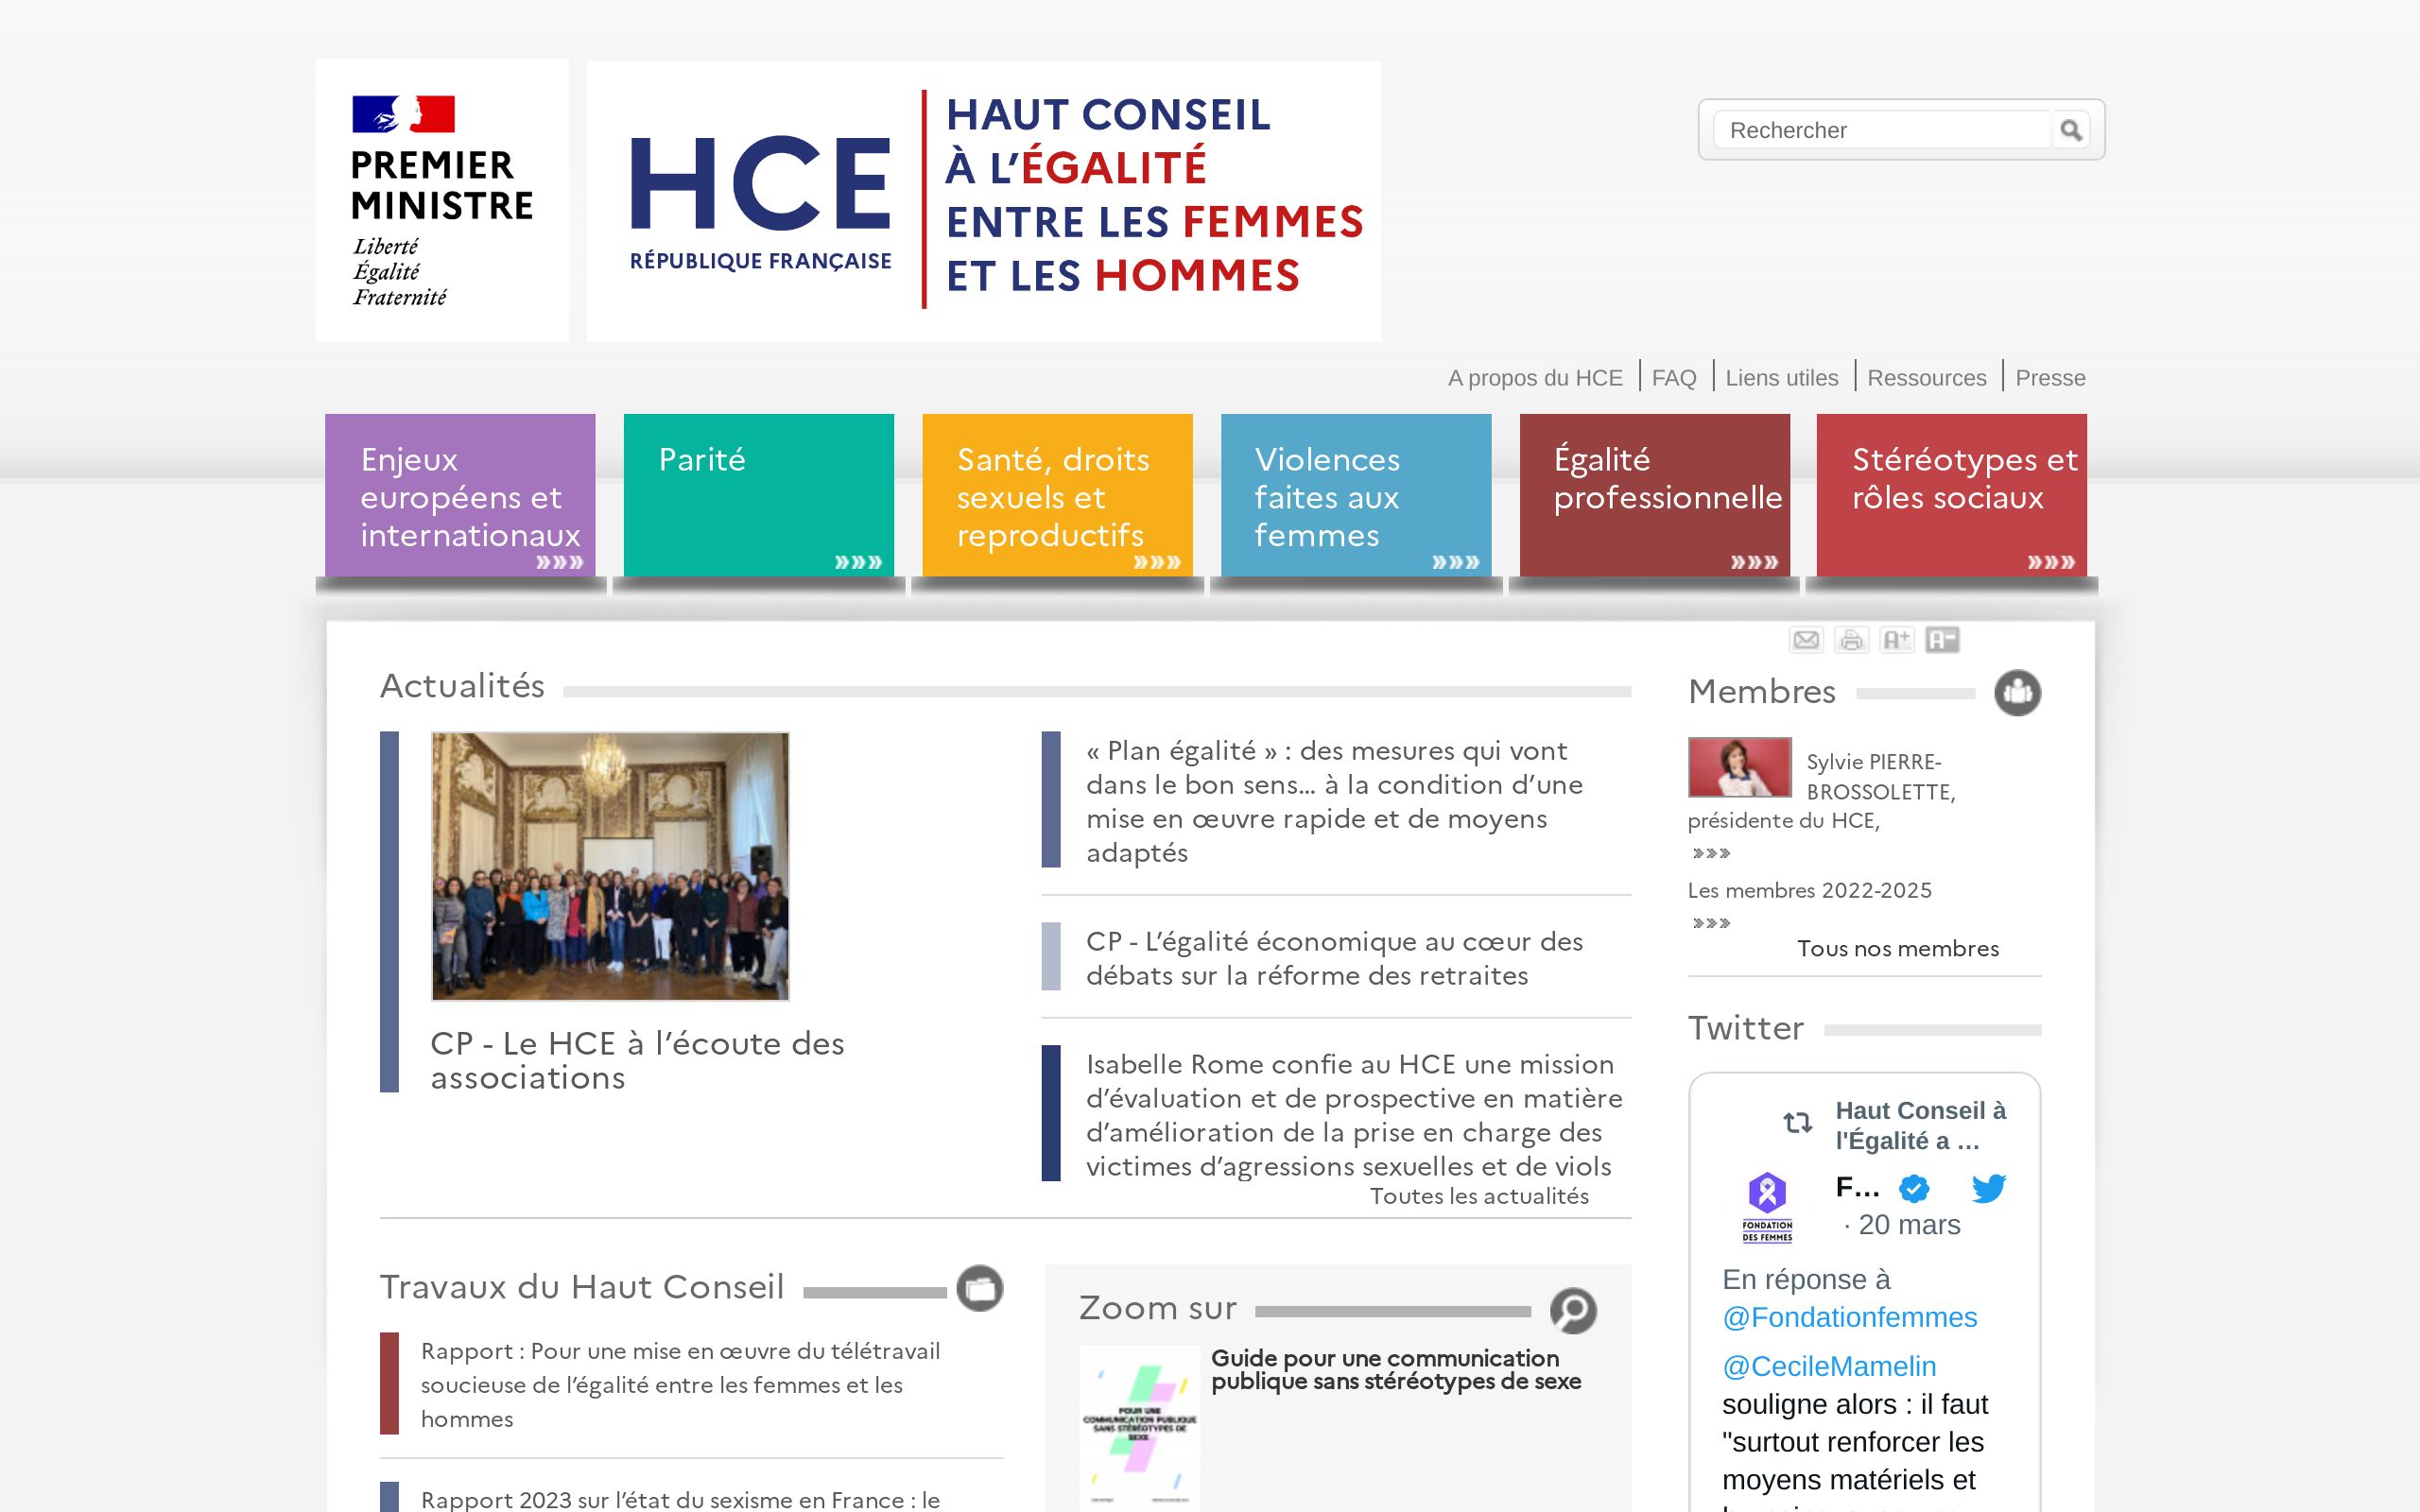 PREMIER
MINISTRE
Liberté
Égalité
Fraternité
HCE
RÉPUBLIQUE FRANÇAISE
HAUT CONSEIL
À L’ÉGALITÉ
ENTRE LES FEMMES
ET LES HOMMES
Rechercher
A propos du HCE
FAQ
Liens utiles
Ressources
Presse
Enjeux
européens et
internationaux
»»»
Parité
»»»
Santé, droits
sexuels et
reproductifs
»»»
Violences
faites aux
femmes
»»»
Égalité
professionnelle
»»»
Stéréotypes et
rôles sociaux
»»»
A+
A-
Actualités
CP - Le HCE à l’écoute des
associations
« Plan égalité » : des mesures qui vont
dans le bon sens... à la condition d’une
mise en œuvre rapide et de moyens
adaptés
CP - L’égalité économique au cœur des
débats sur la réforme des retraites
Isabelle Rome confie au HCE une mission
d’évaluation et de prospective en matière
d’amélioration de la prise en charge des
victimes d’agressions sexuelles et de viols
Toutes les actualités
Membres
Sylvie PIERRE-
BROSSOLETTE,
présidente du HCE,
»»»
Les membres 2022-2025
»»»
Tous nos membres
Twitter
Haut Conseil à
l'Égalité a …
F…
· 20 mars
FONDATION
DES FEMMES
En réponse à
@Fondationfemmes
@CecileMamelin
souligne alors : il faut
"surtout renforcer les
moyens matériels et
Travaux du Haut Conseil
Rapport : Pour une mise en œuvre du télétravail
soucieuse de l’égalité entre les femmes et les
hommes
Rapport 2023 sur l’état du sexisme en France : le
Zoom sur
Guide pour une communication
publique sans stéréotypes de sexe
POUR UNE
COMMUNICATION PUBLIQUE
SANS STÉRÉOTYPES DE
SEXE